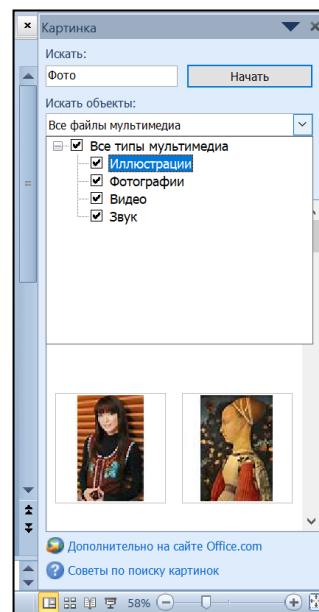 Картинка
Искать:
Фото
Начать
Искать объекты:
Все файлы мультимедиа
Все типы мультимедиа
Иллюстрации
Фотографии
Видео
Звук
Дополнительно на сайте Office.com
Советы по поиску картинок
58%